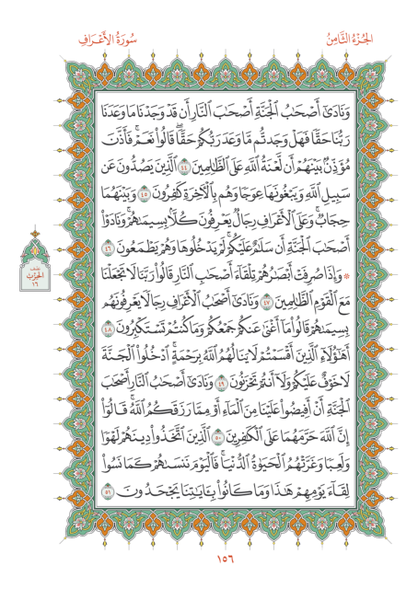 الجُزْءُ الثَّامِنُ
سُورَةُ الأَعْرَافِ
وَنَادَىٰٓ أَصْحَٰبُ ٱلْجَنَّةِ أَصْحَٰبَ ٱلنَّارِ أَن قَدْ وَجَدْنَا مَا وَعَدَنَا
رَبُّنَا حَقًّا فَهَلْ وَجَدتُّم مَّا وَعَدَ رَبُّكُمْ حَقًّا ۖ قَالُوا۟ نَعَمْ ۚ فَأَذَّنَ
مُؤَذِّنٌۢ بَيْنَهُمْ أَن لَّعْنَةُ ٱللَّهِ عَلَى ٱلظَّٰلِمِينَ ٤٤ ٱلَّذِينَ يَصُدُّونَ عَن
سَبِيلِ ٱللَّهِ وَيَبْغُونَهَا عِوَجًا وَهُم بِٱلْءَاخِرَةِ كَٰفِرُونَ ٤٥ وَبَيْنَهُمَا
حِجَابٌ ۚ وَعَلَى ٱلْأَعْرَافِ رِجَالٌ يَعْرِفُونَ كُلًّۢا بِسِيمَىٰهُمْ ۚ وَنَادَوْا۟
أَصْحَٰبَ ٱلْجَنَّةِ أَن سَلَٰمٌ عَلَيْكُمْ ۚ لَمْ يَدْخُلُوهَا وَهُمْ يَطْمَعُونَ ٤٦
۞ وَإِذَا صُرِفَتْ أَبْصَٰرُهُمْ تِلْقَآءَ أَصْحَٰبِ ٱلنَّارِ قَالُوا۟ رَبَّنَا لَا تَجْعَلْنَا
مَعَ ٱلْقَوْمِ ٱلظَّٰلِمِينَ ٤٧ وَنَادَىٰٓ أَصْحَٰبُ ٱلْأَعْرَافِ رِجَالًا يَعْرِفُونَهُم
بِسِيمَىٰهُمْ قَالُوا۟ مَآ أَغْنَىٰ عَنكُمْ جَمْعُكُمْ وَمَا كُنتُمْ تَسْتَكْبِرُونَ ٤٨
أَهَٰٓؤُلَآءِ ٱلَّذِينَ أَقْسَمْتُمْ لَا يَنَالُهُمُ ٱللَّهُ بِرَحْمَةٍ ۚ ٱدْخُلُوا۟ ٱلْجَنَّةَ
لَا خَوْفٌ عَلَيْكُمْ وَلَآ أَنتُمْ تَحْزَنُونَ ٤٩ وَنَادَىٰٓ أَصْحَٰبُ ٱلنَّارِ أَصْحَٰبَ
ٱلْجَنَّةِ أَنْ أَفِيضُوا۟ عَلَيْنَا مِنَ ٱلْمَآءِ أَوْ مِمَّا رَزَقَكُمُ ٱللَّهُ ۚ قَالُوٓا۟
إِنَّ ٱللَّهَ حَرَّمَهُمَا عَلَى ٱلْكَٰفِرِينَ ٥٠ ٱلَّذِينَ ٱتَّخَذُوا۟ دِينَهُمْ لَهْوًا
وَلَعِبًا وَغَرَّتْهُمُ ٱلْحَيَوٰةُ ٱلدُّنْيَا ۚ فَٱلْيَوْمَ نَنسَىٰهُمْ كَمَا نَسُوا۟
لِقَآءَ يَوْمِهِمْ هَٰذَا وَمَا كَانُوا۟ بِـَٔايَٰتِنَا يَجْحَدُونَ ٥١
الحزب
١٦
١٥٦